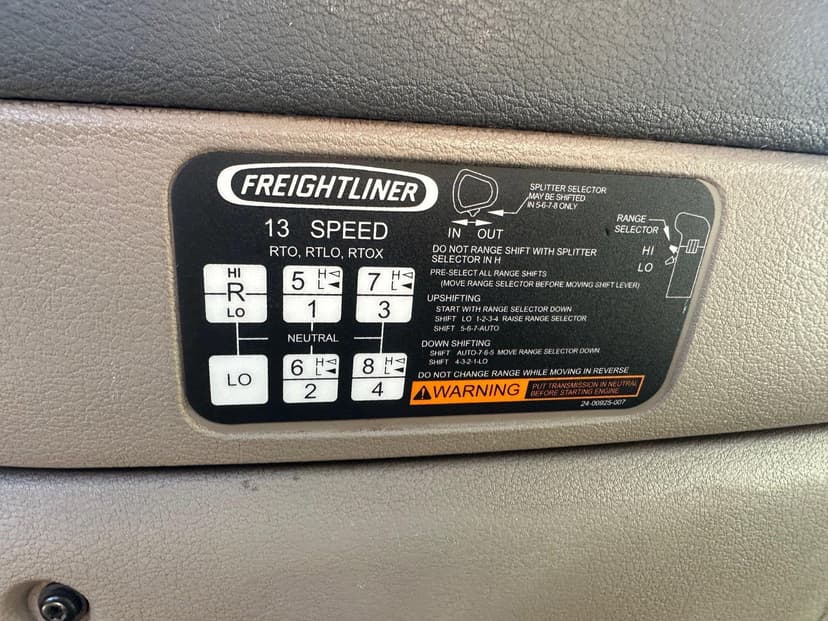 FREIGHTLINER
13 SPEED
RTO, RTLO, RTOX
HI
R
LO
5 H
L
1
7 H
L
3
NEUTRAL
LO
6 H
L
2
8 H
L
4
SPLITTER SELECTOR
MAY BE SHIFTED
IN 5-6-7-8 ONLY
IN OUT
RANGE
SELECTOR
HI
LO
DO NOT RANGE SHIFT WITH SPLITTER
SELECTOR IN H
PRE-SELECT ALL RANGE SHIFTS
(MOVE RANGE SELECTOR BEFORE MOVING SHIFT LEVER)
UPSHIFTING
START WITH RANGE SELECTOR DOWN
SHIFT LO 1-2-3-4 RAISE RANGE SELECTOR
SHIFT 5-6-7-AUTO
DOWN SHIFTING
SHIFT AUTO-7-6-5 MOVE RANGE SELECTOR DOWN
SHIFT 4-3-2-1-LO
DO NOT CHANGE RANGE WHILE MOVING IN REVERSE
WARNING
PUT TRANSMISSION IN NEUTRAL
BEFORE STARTING ENGINE
24-00925-007